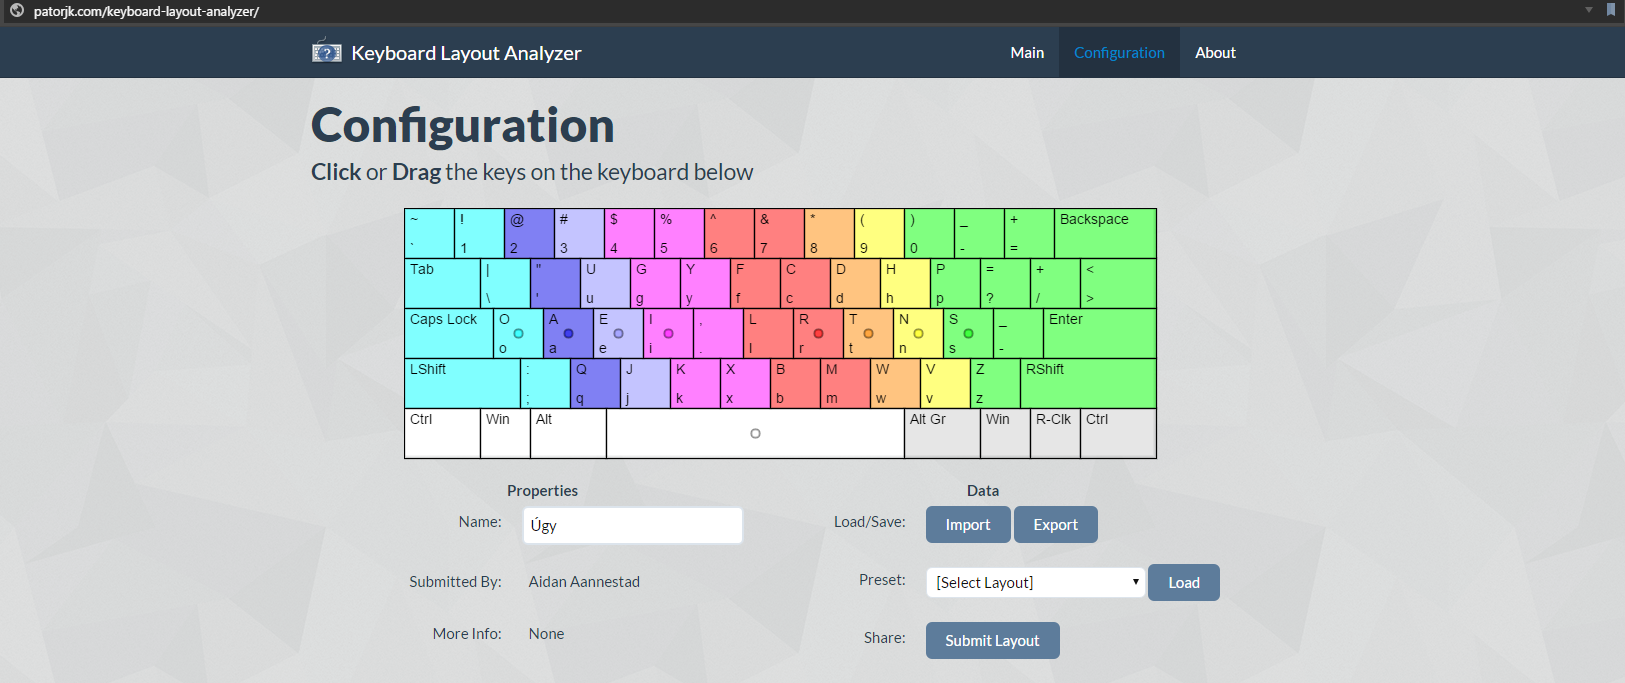 patorjk.com/keyboard-layout-analyzer/
Keyboard Layout Analyzer Main Configuration About
Configuration
Click or Drag the keys on the keyboard below
~ ! @ # $ % ^ & * ( ) _ + Backspace
` 1 2 3 4 5 6 7 8 9 0 - =
Tab | " U G Y F C D H P = + <
\ ' u g y f c d h p ? / >
Caps Lock O A E I , L R T N S _ Enter
o a e i . l r t n s -
LShift : Q J K X B M W V Z RShift
; q j k x b m w v z
Ctrl Win Alt Alt Gr Win R-Clk Ctrl
Properties Data
Name: Úgy Load/Save: Import Export
Submitted By: Aidan Aannestad Preset: [Select Layout] Load
More Info: None Share: Submit Layout